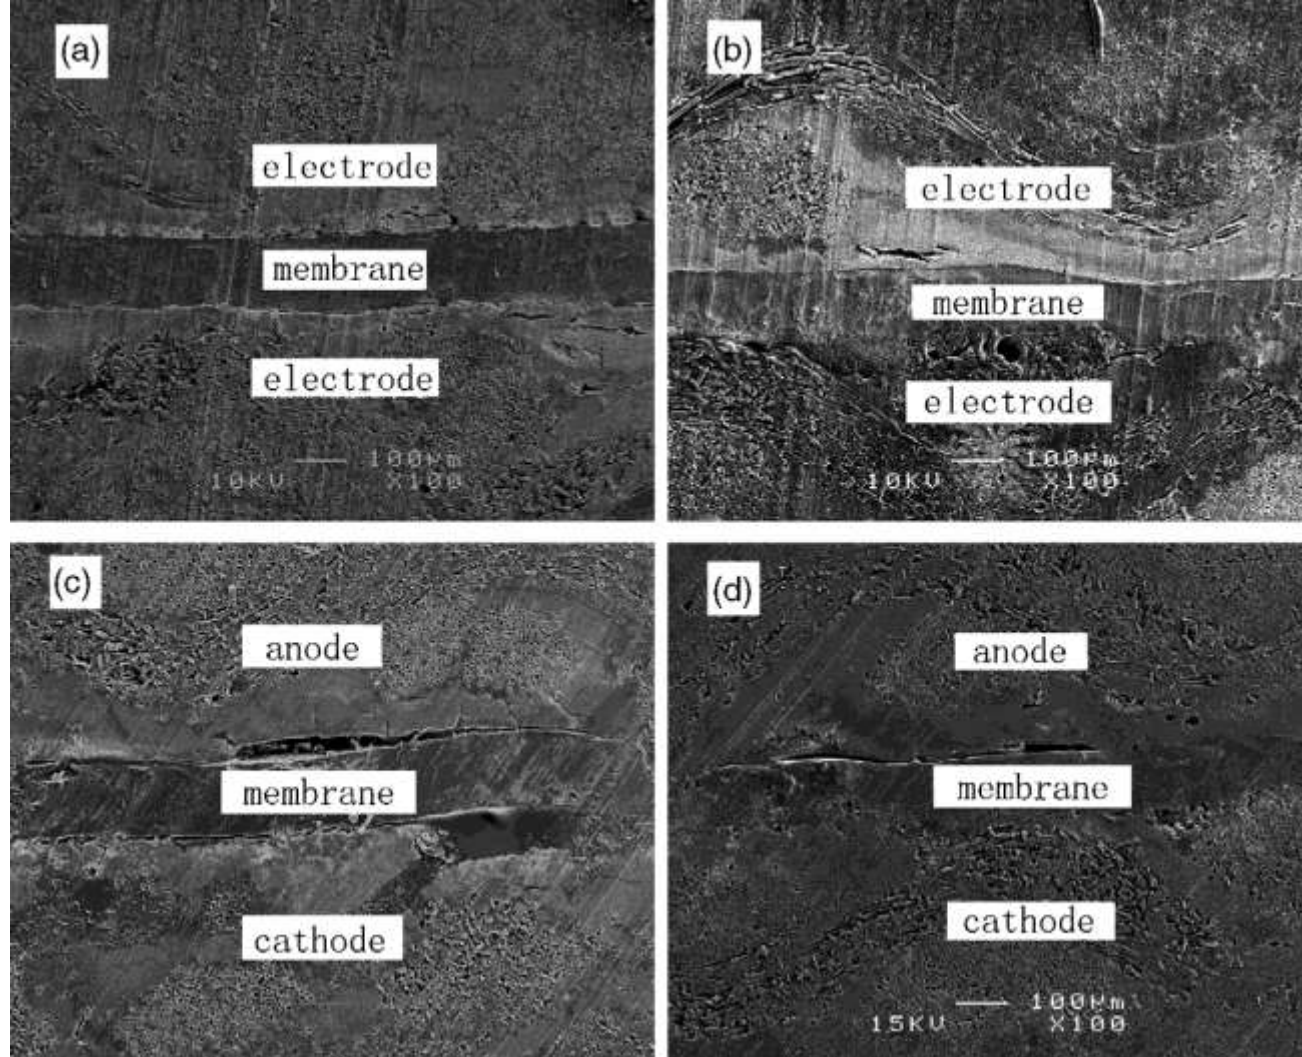 (a)
electrode
membrane
electrode
100μm
10KV X100
(b)
electrode
membrane
electrode
100μm
10KV X100
(c)
anode
membrane
cathode
(d)
anode
membrane
cathode
100μm
15KV X100